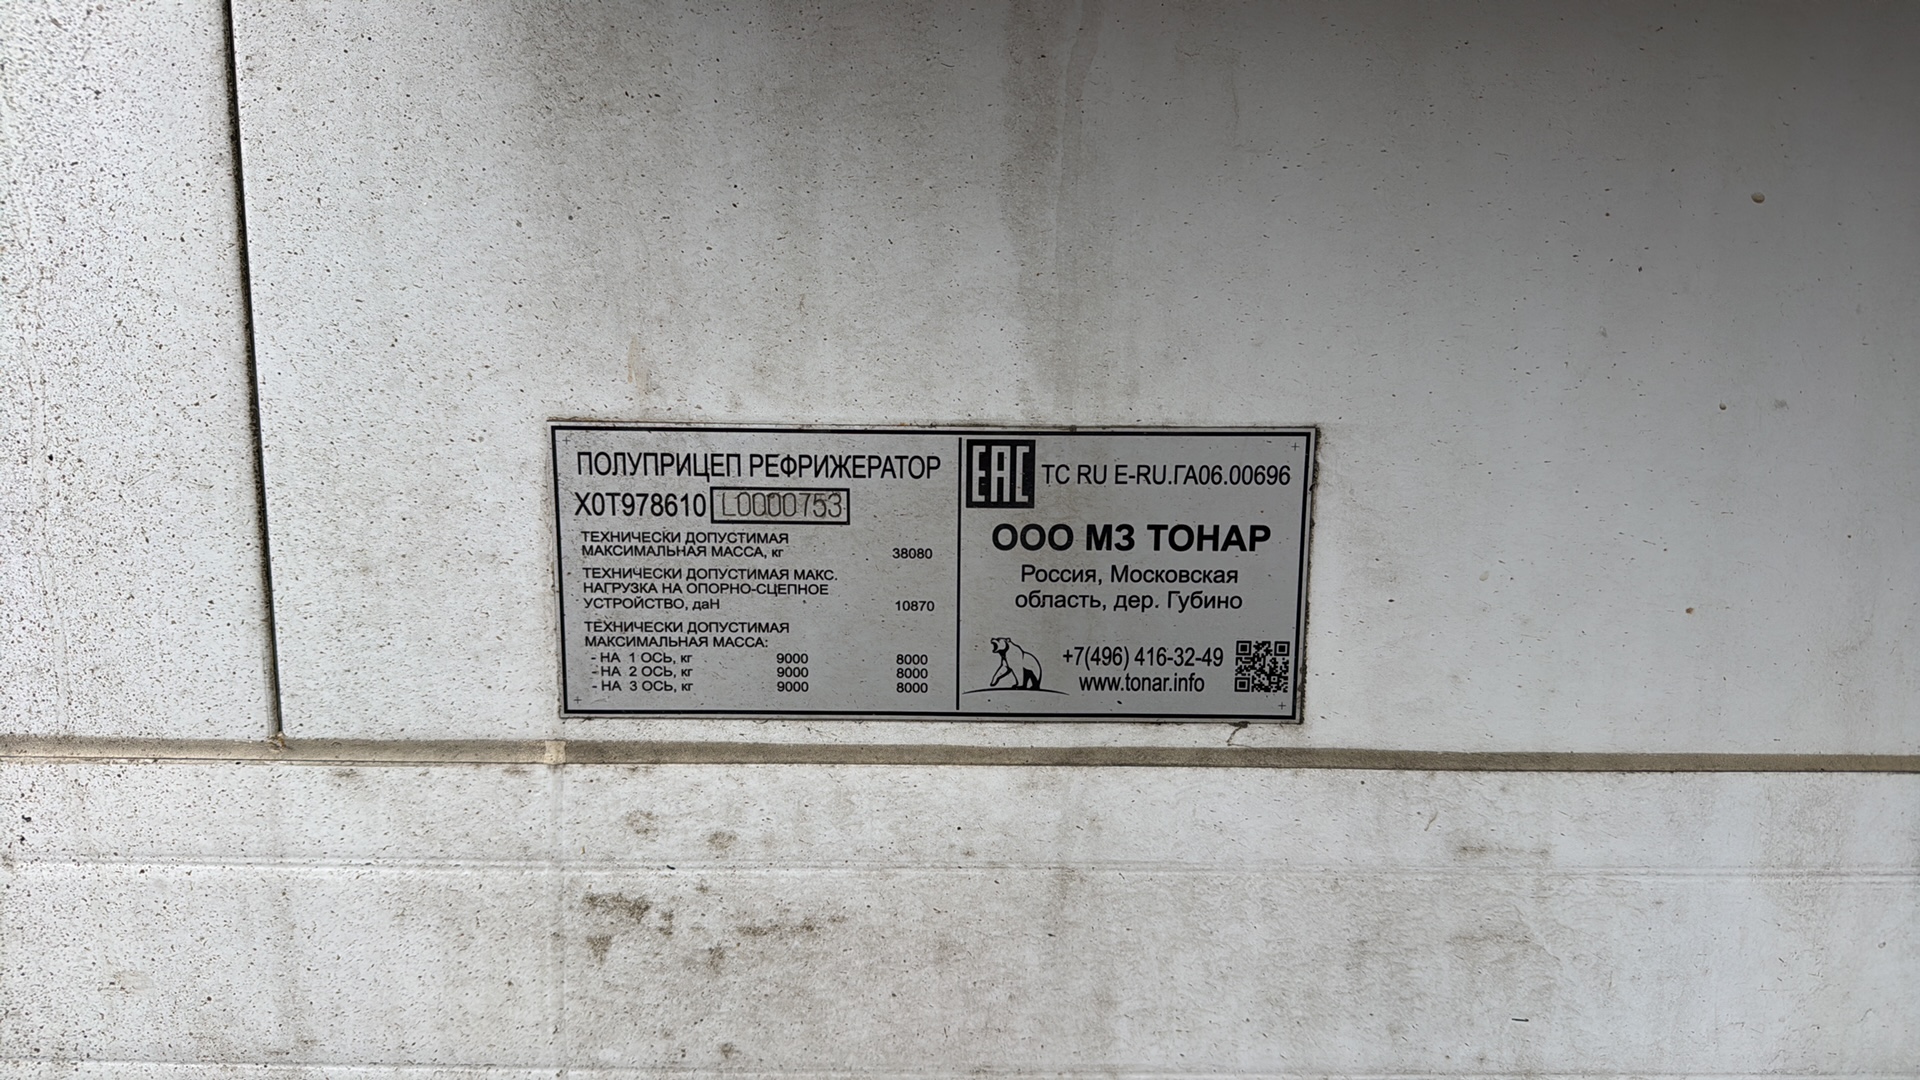 ПОЛУПРИЦЕП РЕФРИЖЕРАТОР
X0T978610 L0000753
ТЕХНИЧЕСКИ ДОПУСТИМАЯ
МАКСИМАЛЬНАЯ МАССА, кг 38080
ТЕХНИЧЕСКИ ДОПУСТИМАЯ МАКС.
НАГРУЗКА НА ОПОРНО-СЦЕПНОЕ
УСТРОЙСТВО, даН 10870
ТЕХНИЧЕСКИ ДОПУСТИМАЯ
МАКСИМАЛЬНАЯ МАССА:
- НА 1 ОСЬ, кг 9000 8000
- НА 2 ОСЬ, кг 9000 8000
- НА 3 ОСЬ, кг 9000 8000
EAC ТС RU E-RU.ГА06.00696
ООО МЗ ТОНАР
Россия, Московская
область, дер. Губино
+7(496) 416-32-49
www.tonar.info